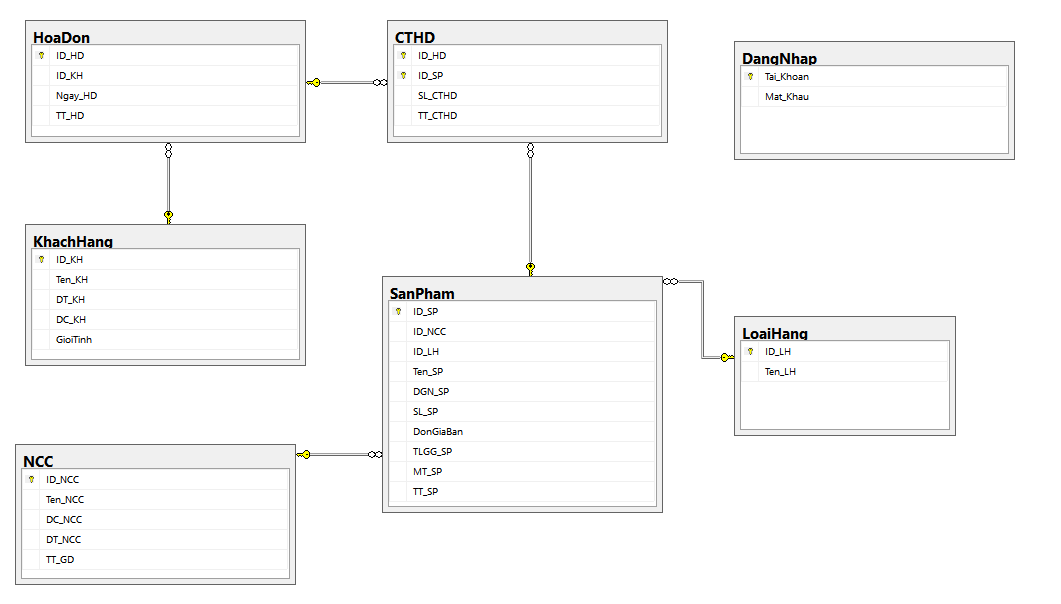 HoaDon
ID_HD
ID_KH
Ngay_HD
TT_HD
CTHD
ID_HD
ID_SP
SL_CTHD
TT_CTHD
DangNhap
Tai_Khoan
Mat_Khau
KhachHang
ID_KH
Ten_KH
DT_KH
DC_KH
GioiTinh
SanPham
ID_SP
ID_NCC
ID_LH
Ten_SP
DGN_SP
SL_SP
DonGiaBan
TLGG_SP
MT_SP
TT_SP
LoaiHang
ID_LH
Ten_LH
NCC
ID_NCC
Ten_NCC
DC_NCC
DT_NCC
TT_GD